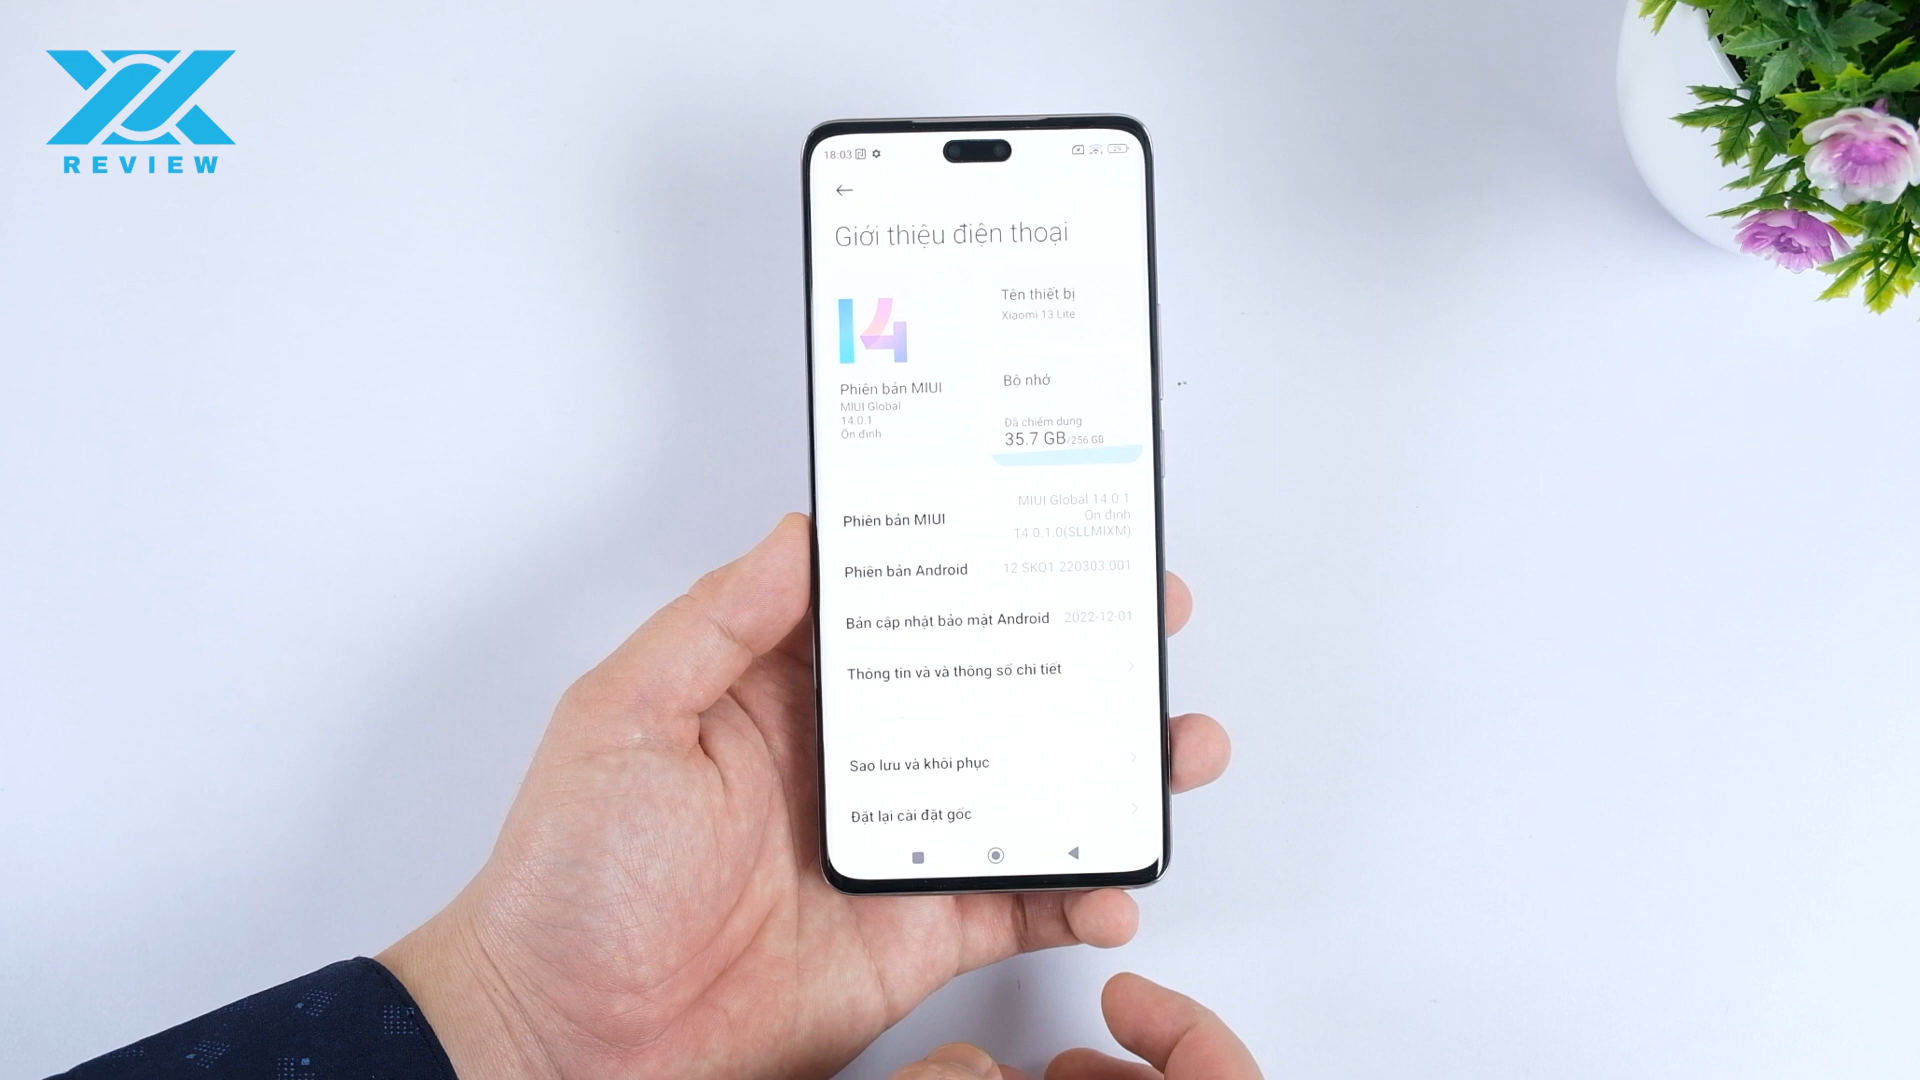 REVIEW
18:03
Giới thiệu điện thoại
14
Phiên bản MIUI
MIUI Global
14.0.1
Ổn định
Tên thiết bị
Xiaomi 13 Lite
Bộ nhớ
Đã chiếm dụng
35.7 GB/256 GB
Phiên bản MIUI
MIUI Global 14.0.1
Ổn định
14.0.1.0(SLLMIXM)
Phiên bản Android
12 SKQ1.220303.001
Bản cập nhật bảo mật Android
2022-12-01
Thông tin và và thông số chi tiết
Sao lưu và khôi phục
Đặt lại cài đặt gốc